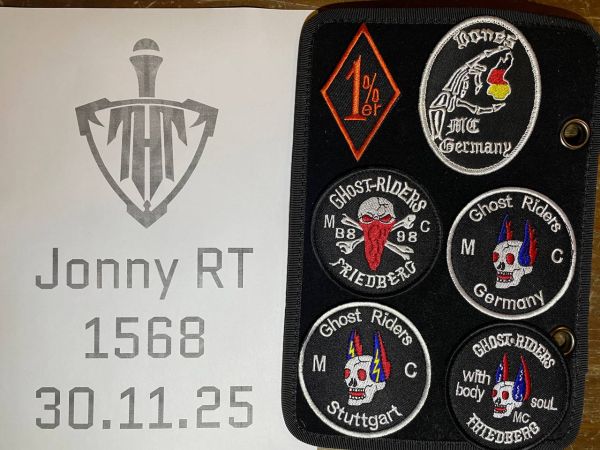 THT
Jonny RT
1568
30.11.25
1%
er
Bones
MC
Germany
GHOST-RIDERS
M C
B8 98
FRIEDBERG
Ghost Riders
M C
Germany
Ghost Riders
M C
Stuttgart
GHOST-RIDERS
with body souL
MC
FRIEDBERG